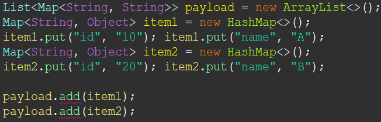 List<Map<String, String>> payload = new ArrayList<>();
Map<String, Object> item1 = new HashMap<>();
item1.put("id", "10"); item1.put("name", "A");
Map<String, Object> item2 = new HashMap<>();
item2.put("id", "20"); item2.put("name", "B");

payload.add(item1);
payload.add(item2);